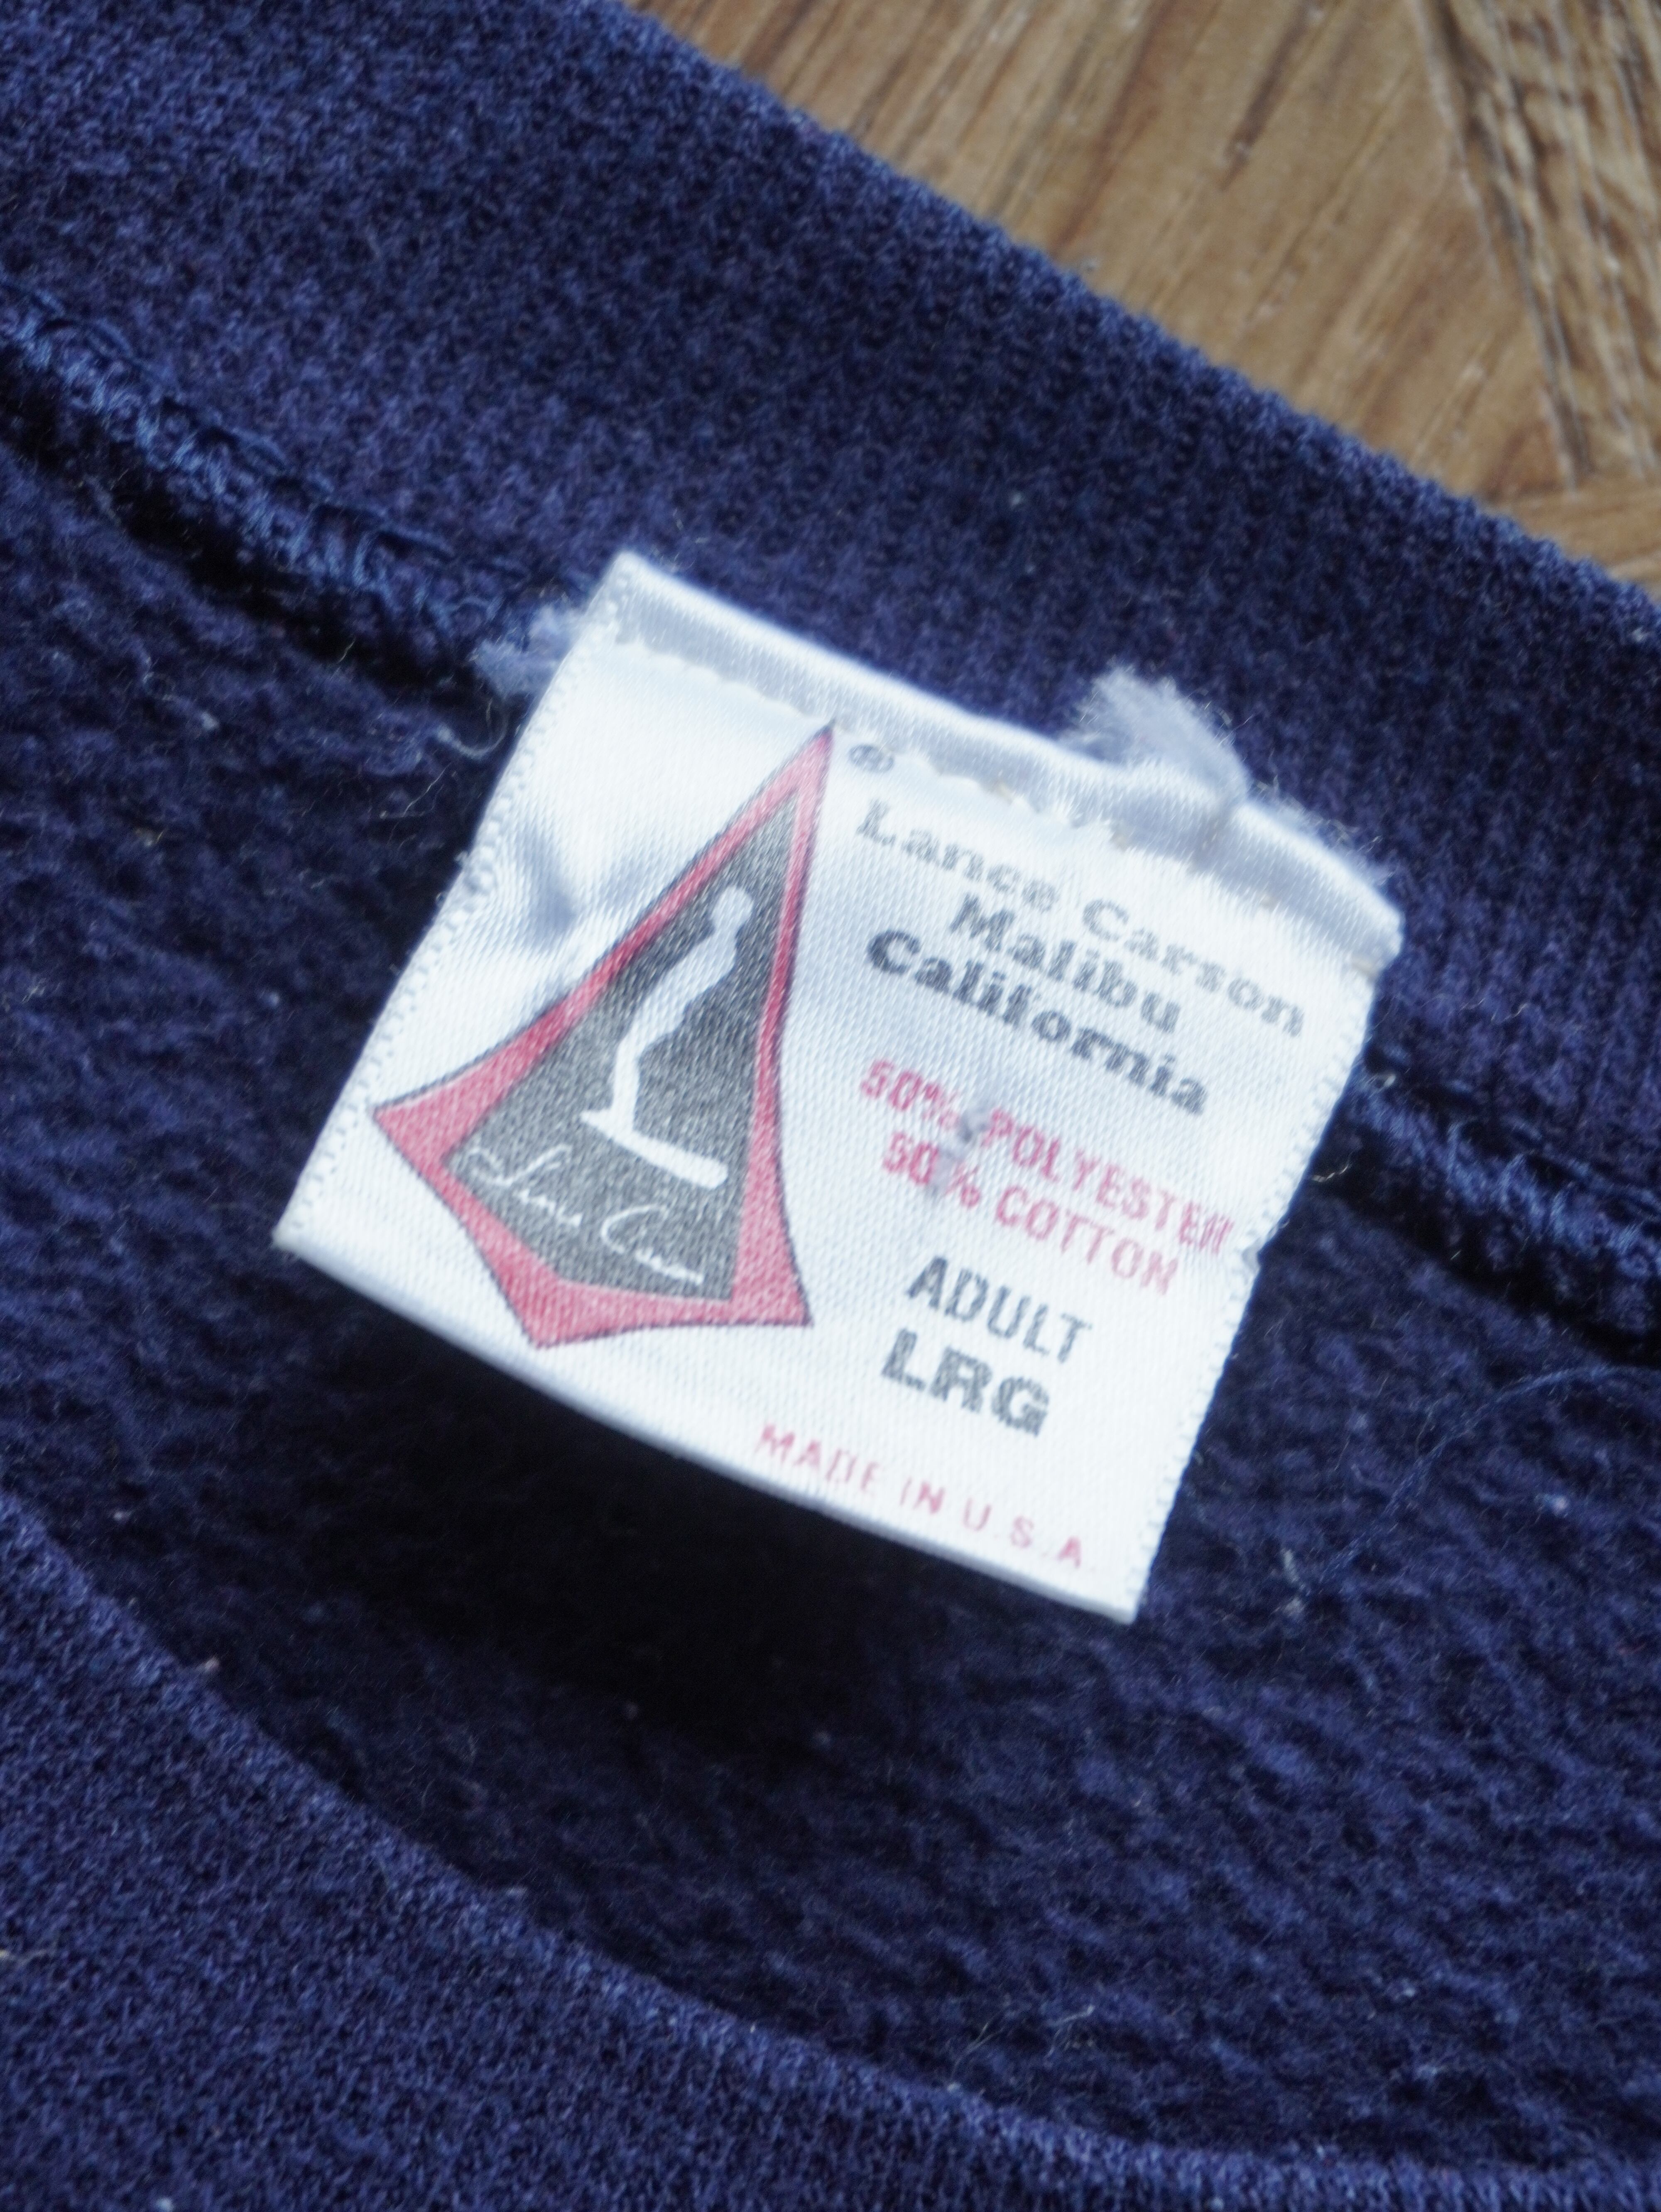 ®
Lance Carson
Malibu
California
50% POLYESTER
50% COTTON
ADULT
LRG
MADE IN U.S.A.